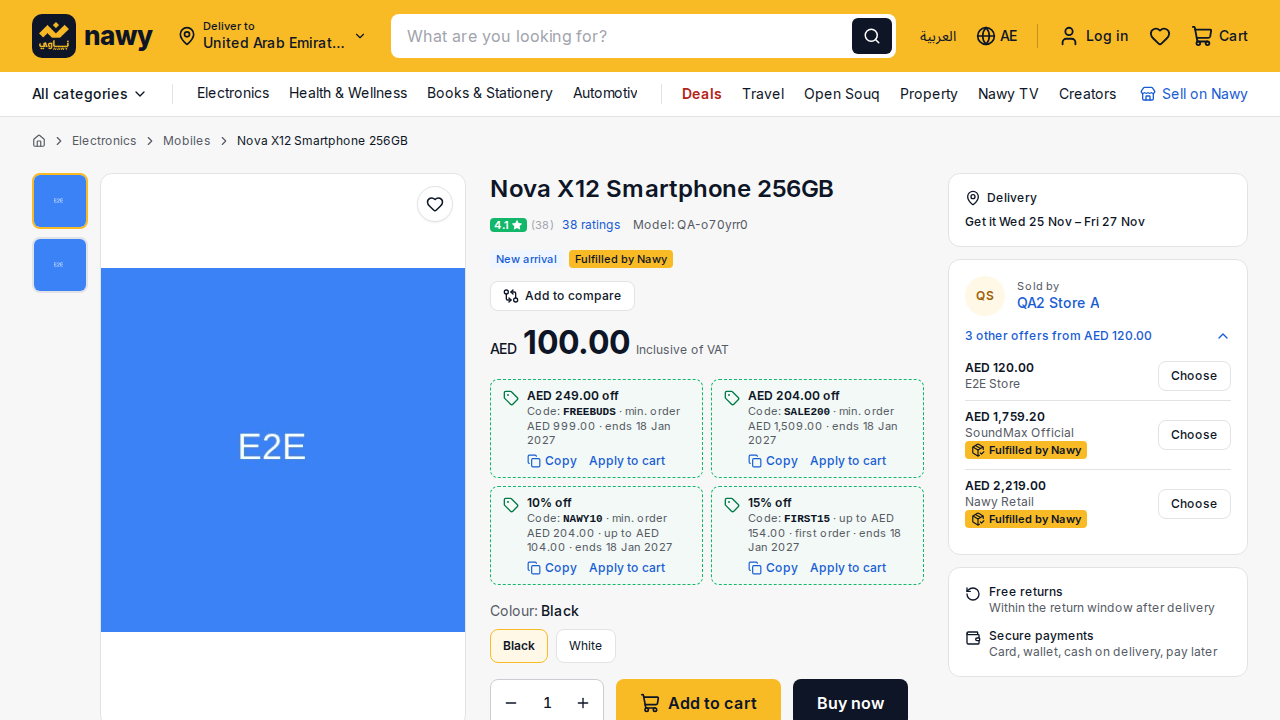 ناوي
NAWY
nawy
Deliver to
United Arab Emirat...
What are you looking for?
العربية
AE
Log in
Cart
All categories
Electronics
Health & Wellness
Books & Stationery
Automotiv
Deals
Travel
Open Souq
Property
Nawy TV
Creators
Sell on Nawy
Electronics
Mobiles
Nova X12 Smartphone 256GB
E2E
E2E
E2E
Nova X12 Smartphone 256GB
4.1 (38) 38 ratings Model: QA-o70yrr0
New arrival Fulfilled by Nawy
Add to compare
AED 100.00 Inclusive of VAT
AED 249.00 off
Code: FREEBUDS · min. order
AED 999.00 · ends 18 Jan
2027
Copy Apply to cart
AED 204.00 off
Code: SALE200 · min. order
AED 1,509.00 · ends 18 Jan
2027
Copy Apply to cart
10% off
Code: NAWY10 · min. order
AED 204.00 · up to AED
104.00 · ends 18 Jan 2027
Copy Apply to cart
15% off
Code: FIRST15 · up to AED
154.00 · first order · ends 18
Jan 2027
Copy Apply to cart
Colour: Black
Black
White
1
Add to cart
Buy now
Delivery
Get it Wed 25 Nov – Fri 27 Nov
QS
Sold by
QA2 Store A
3 other offers from AED 120.00
AED 120.00
E2E Store
Choose
AED 1,759.20
SoundMax Official
Fulfilled by Nawy
Choose
AED 2,219.00
Nawy Retail
Fulfilled by Nawy
Choose
Free returns
Within the return window after delivery
Secure payments
Card, wallet, cash on delivery, pay later